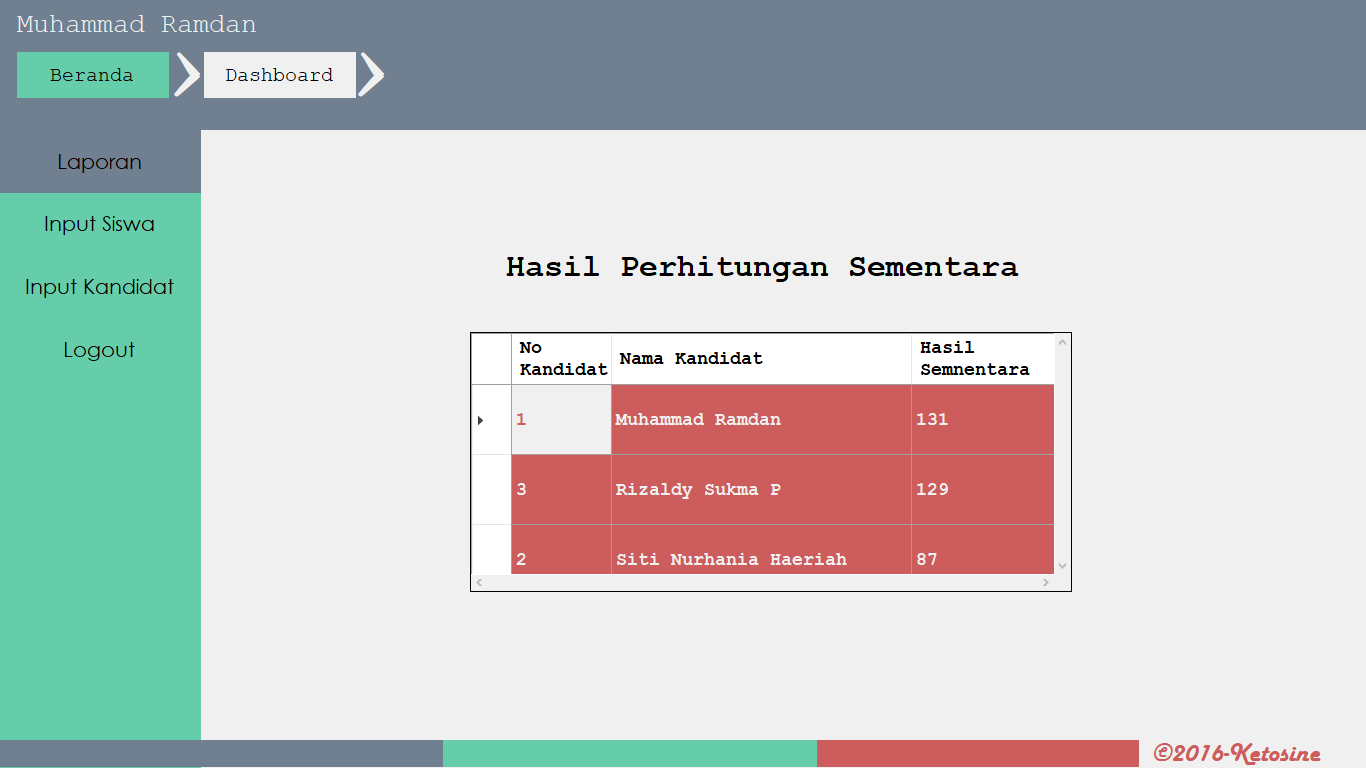 Muhammad Ramdan
Beranda
Dashboard
Laporan
Input Siswa
Input Kandidat
Logout
Hasil Perhitungan Sementara
No Kandidat Nama Kandidat Hasil Semnentara
1 Muhammad Ramdan 131
3 Rizaldy Sukma P 129
2 Siti Nurhania Haeriah 87
©2016-Ketosine